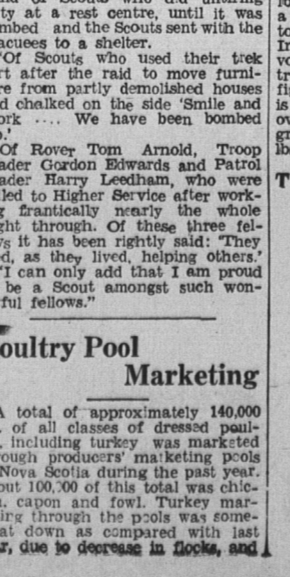 ty at a rest centre, until it was
mbed and the Scouts sent with the
acuees to a shelter.
'Of Scouts who used their trek
rt after the raid to move furni-
re from partly demolished houses
d chalked on the side 'Smile and
ork .... We have been bombed
o.'
Of Rover Tom Arnold, Troop
ader Gordon Edwards and Patrol
ader Harry Leedham, who were
lled to Higher Service after work-
g frantically nearly the whole
ght through. Of these three fel-
ws it has been rightly said: 'They
ed, as they lived, helping others.'
'I can only add that I am proud
be a Scout amongst such won-
ful fellows."
oultry Pool
Marketing
A total of approximately 140,000
. of all classes of dressed poul-
, including turkey was marketed
rough producers' marketing pools
Nova Scotia during the past year.
out 100,000 of this total was chic-
, capon and fowl. Turkey mar-
ing through the pools was some-
at down as compared with last
r, due to decrease in flocks, and
T